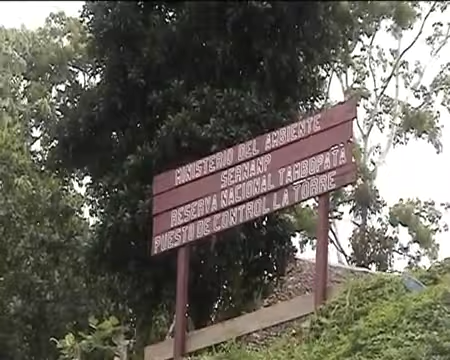 MINISTERIO DEL AMBIENTE
SERNANP
RESERVA NACIONAL TAMBOPATA
PUESTO DE CONTROL LA TORRE